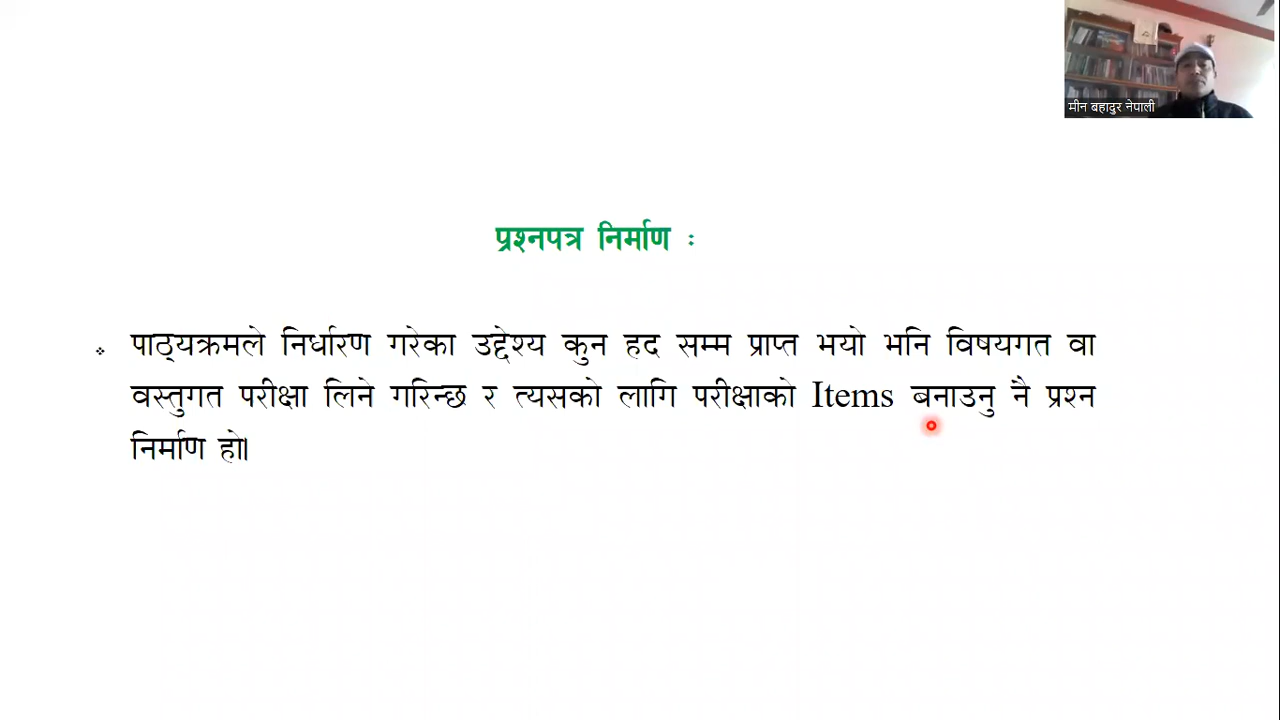 मीन बहादुर नेपाली
प्रश्नपत्र निर्माण :
पाठ्यक्रमले निर्धारण गरेका उद्देश्य कुन हद सम्म प्राप्त भयो भनि विषयगत वा
वस्तुगत परीक्षा लिने गरिन्छ र त्यसको लागि परीक्षाको Items बनाउनु नै प्रश्न
निर्माण हो।